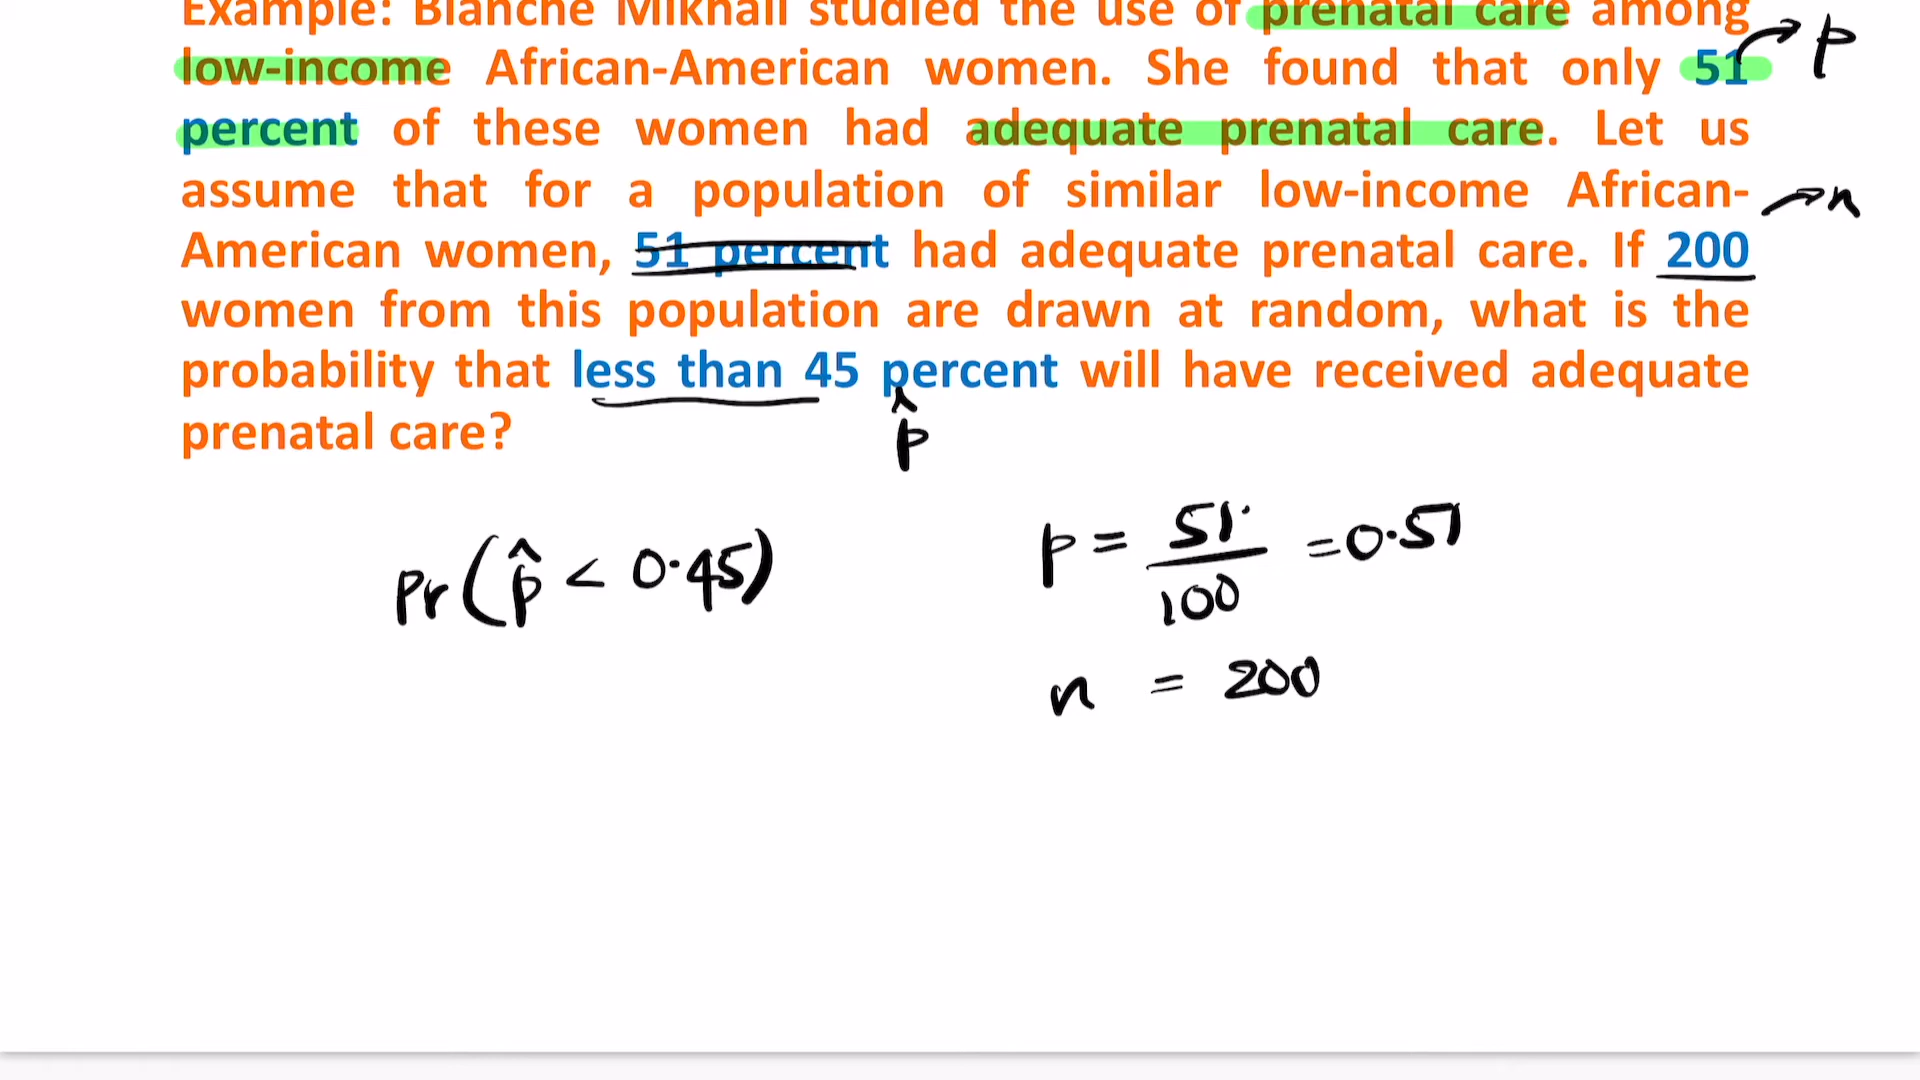 Example: Blanche Mikhail studied the use of prenatal care among
low-income African-American women. She found that only 51 p
percent of these women had adequate prenatal care. Let us
assume that for a population of similar low-income African- n
American women, 51 percent had adequate prenatal care. If 200
women from this population are drawn at random, what is the
probability that less than 45 percent will have received adequate
prenatal care? p̂
Pr(p̂ < 0.45) p = 51/100 = 0.51
n = 200